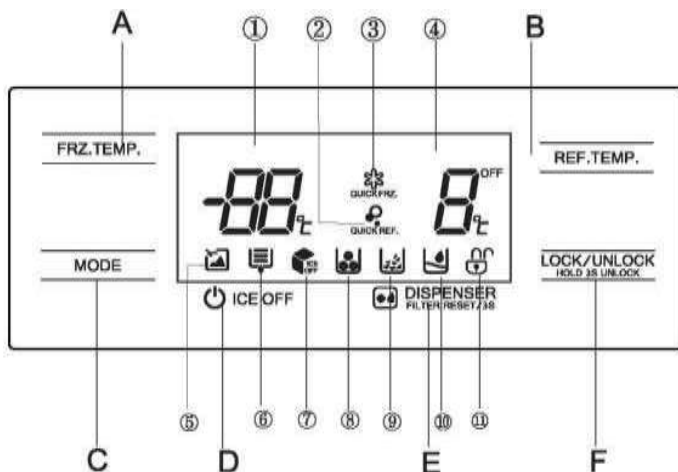 A ① ② ③ ④ B
FRZ.TEMP.
-88℃
QUICK FRZ.
QUICK REF.
8℃ OFF
REF.TEMP.
MODE
ICE OFF
LOCK/UNLOCK
HOLD 3S UNLOCK
ICE OFF
DISPENSER
FILTER RESET/3S
⑤ ⑥ ⑦ ⑧ ⑨ ⑩ ⑪
C D E F